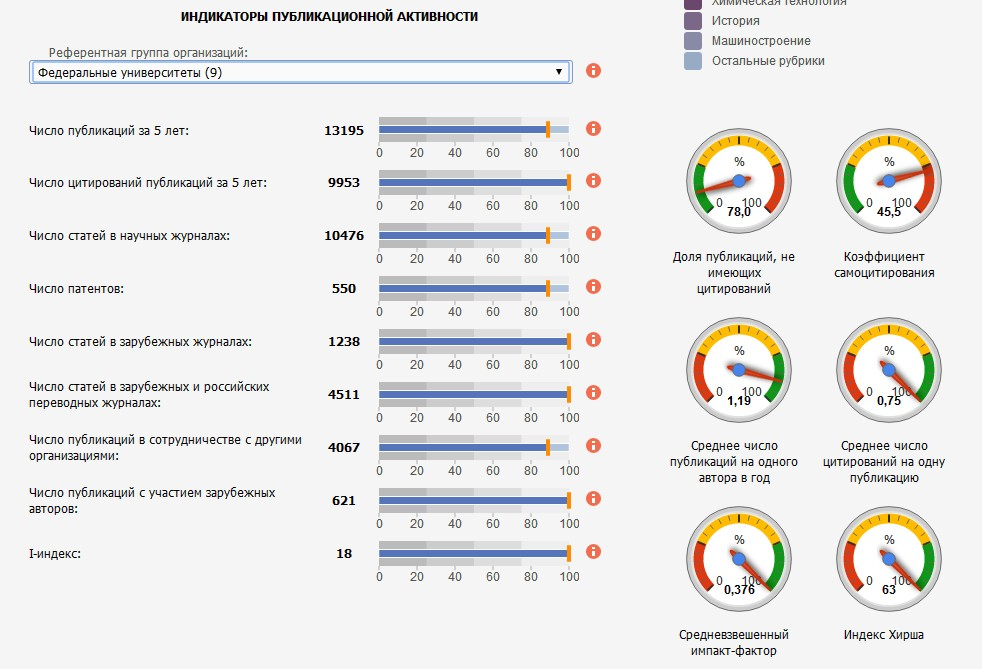 ИНДИКАТОРЫ ПУБЛИКАЦИОННОЙ АКТИВНОСТИ
Референтная группа организаций:
Федеральные университеты (9)
Число публикаций за 5 лет: 13195
0 20 40 60 80 100
Число цитирований публикаций за 5 лет: 9953
0 20 40 60 80 100
Число статей в научных журналах: 10476
0 20 40 60 80 100
Число патентов: 550
0 20 40 60 80 100
Число статей в зарубежных журналах: 1238
0 20 40 60 80 100
Число статей в зарубежных и российских
переводных журналах: 4511
0 20 40 60 80 100
Число публикаций в сотрудничестве с другими
организациями: 4067
0 20 40 60 80 100
Число публикаций с участием зарубежных
авторов: 621
0 20 40 60 80 100
I-индекс: 18
0 20 40 60 80 100
Химическая технология
История
Машиностроение
Остальные рубрики
%
0 100
78,0
Доля публикаций, не
имеющих
цитирований
%
0 100
45,5
Коэффициент
самоцитирования
%
0 100
1,19
Среднее число
публикаций на одного
автора в год
%
0 100
0,75
Среднее число
цитирований на одну
публикацию
%
0 100
0,376
Средневзвешенный
импакт-фактор
%
0 100
63
Индекс Хирша